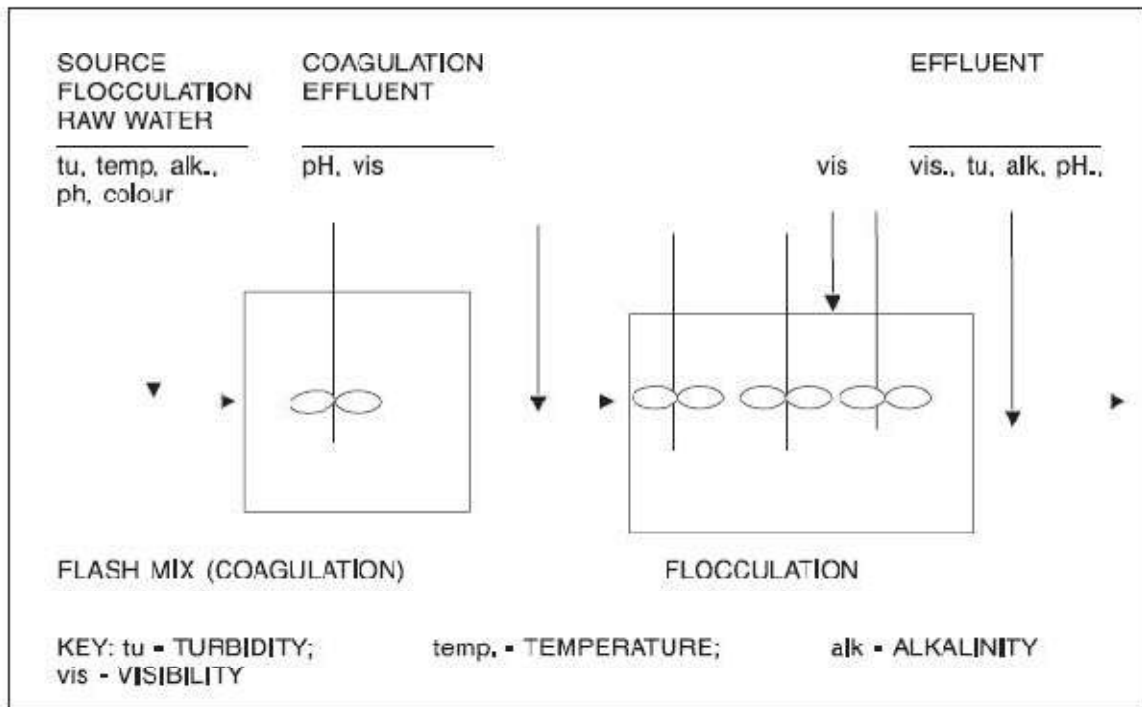 SOURCE
FLOCCULATION
RAW WATER
COAGULATION
EFFLUENT
EFFLUENT
tu, temp, alk.,
ph, colour
pH, vis
vis
vis., tu, alk, pH.,
FLASH MIX (COAGULATION)
FLOCCULATION
KEY: tu - TURBIDITY; temp, - TEMPERATURE; alk - ALKALINITY
vis - VISIBILITY